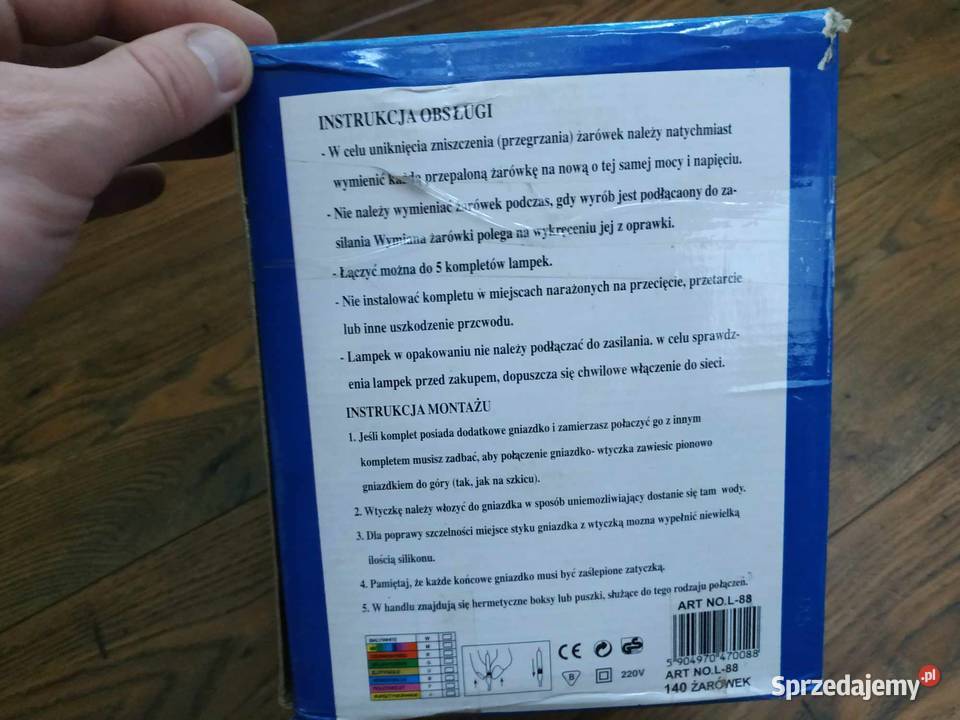 INSTRUKCJA OBSŁUGI
- W celu uniknięcia zniszczenia (przegrzania) żarówek należy natychmiast
wymienić każdą przepaloną żarówkę na nową o tej samej mocy i napięciu.
- Nie należy wymieniać żarówek podczas, gdy wyrób jest podłącaony do za-
silania Wymiana żarówki polega na wykręceniu jej z oprawki.
- Łączyć można do 5 kompletów lampek.
- Nie instalować kompletu w miejscach narażonych na przecięcie, przetarcie
lub inne uszkodzenie przcwodu.
- Lampek w opakowaniu nie należy podłączać do zasilania. w celu sprawdz-
enia lampek przed zakupem, dopuszcza się chwilowe włączenie do sieci.
INSTRUKCJA MONTAŻU
1. Jeśli komplet posiada dodatkowe gniazdko i zamierzasz połaczyć go z innym
kompletem musisz zadbać, aby połączenie gniazdko- wtyczka zawiesic pionowo
gniazdkiem do góry (tak, jak na szkicu).
2. Wtyczkę należy włozyć do gniazdka w sposób uniemozliwiający dostanie się tam wody.
3. Dla poprawy szczelności miejsce styku gniazdka z wtyczką mozna wypełnić niewielką
ilością silikonu.
4. Pamiętaj, że każde końcowe gniazdko musi być zaślepione zatyczką.
5. W handlu znajdują się hermetyczne boksy lub puszki, służące do tego rodzaju połączeń.
ART NO.L-88
CE
GS
B
220V
5 904970 470088
ART NO.L-88
140 ŻARÓWEK
Sprzedajemy.pl